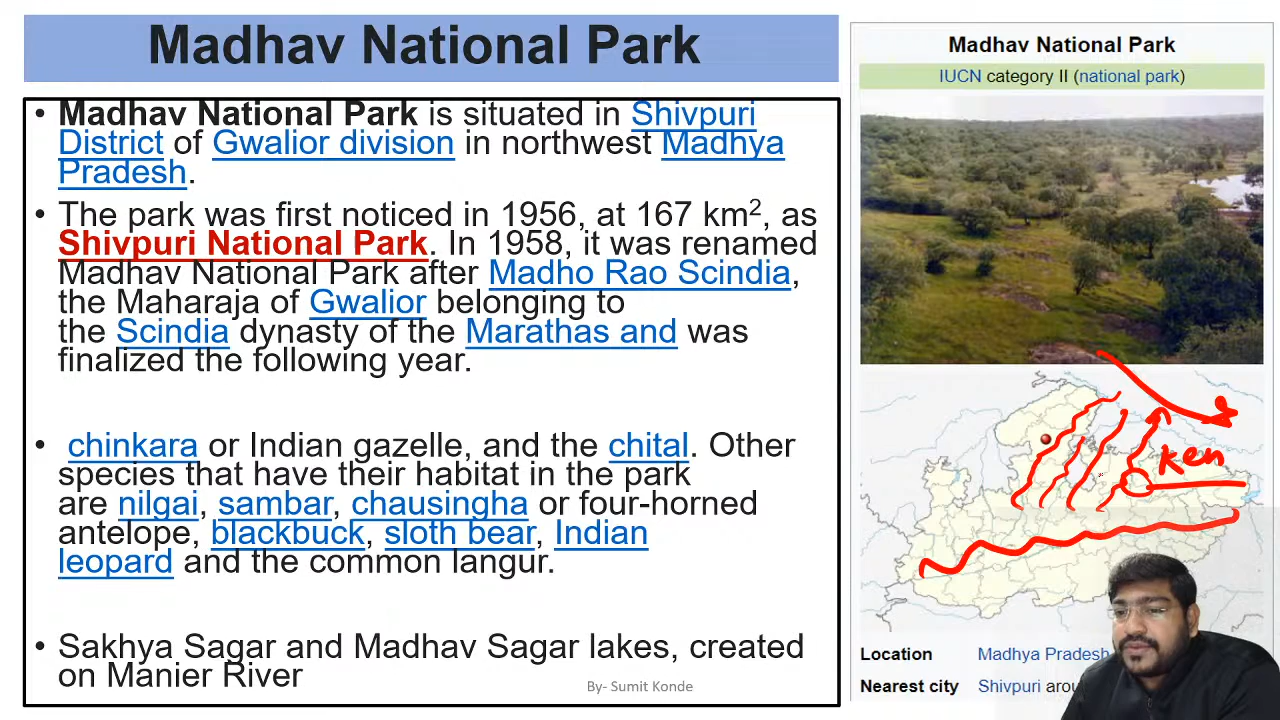 Madhav National Park
• Madhav National Park is situated in Shivpuri
District of Gwalior division in northwest Madhya
Pradesh.
• The park was first noticed in 1956, at 167 km², as
Shivpuri National Park. In 1958, it was renamed
Madhav National Park after Madho Rao Scindia,
the Maharaja of Gwalior belonging to
the Scindia dynasty of the Marathas and was
finalized the following year.
• chinkara or Indian gazelle, and the chital. Other
species that have their habitat in the park
are nilgai, sambar, chausingha or four-horned
antelope, blackbuck, sloth bear, Indian
leopard and the common langur.
• Sakhya Sagar and Madhav Sagar lakes, created
on Manier River
By- Sumit Konde
Madhav National Park
IUCN category II (national park)
Ken
Location Madhya Pradesh
Nearest city Shivpuri